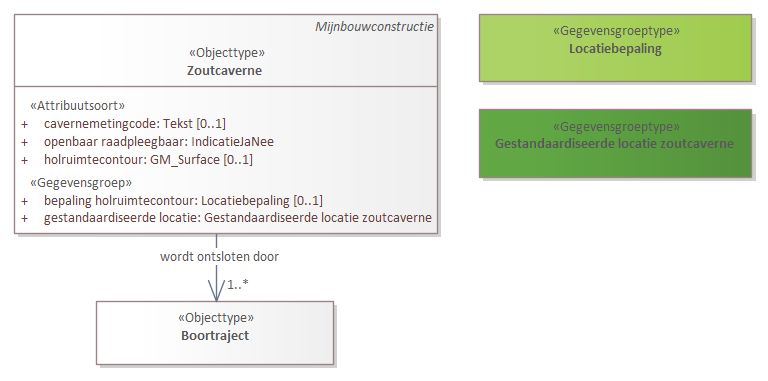 Mijnbouwconstructie
«Objecttype»
Zoutcaverne
«Attribuutsoort»
+ cavernemetingcode: Tekst [0..1]
+ openbaar raadpleegbaar: IndicatieJaNee
+ holruimtecontour: GM_Surface [0..1]
«Gegevensgroep»
+ bepaling holruimtecontour: Locatiebepaling [0..1]
+ gestandaardiseerde locatie: Gestandaardiseerde locatie zoutcaverne
«Gegevensgroeptype»
Locatiebepaling
«Gegevensgroeptype»
Gestandaardiseerde locatie zoutcaverne
wordt ontsloten door
1..*
«Objecttype»
Boortraject